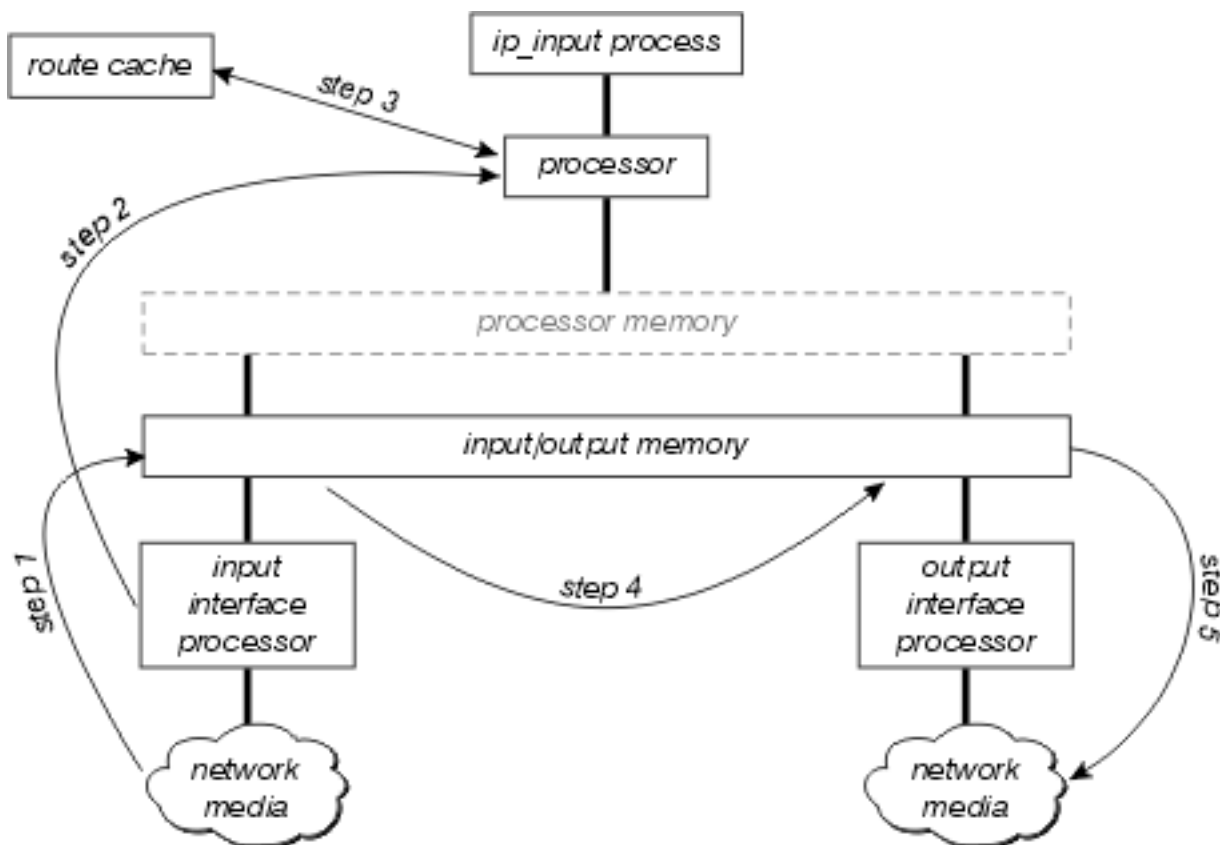 ip_input process
route cache
step 3
processor
step 2
processor memory
input/output memory
step 1
input
interface
processor
step 4
output
interface
processor
step 5
network
media
network
media